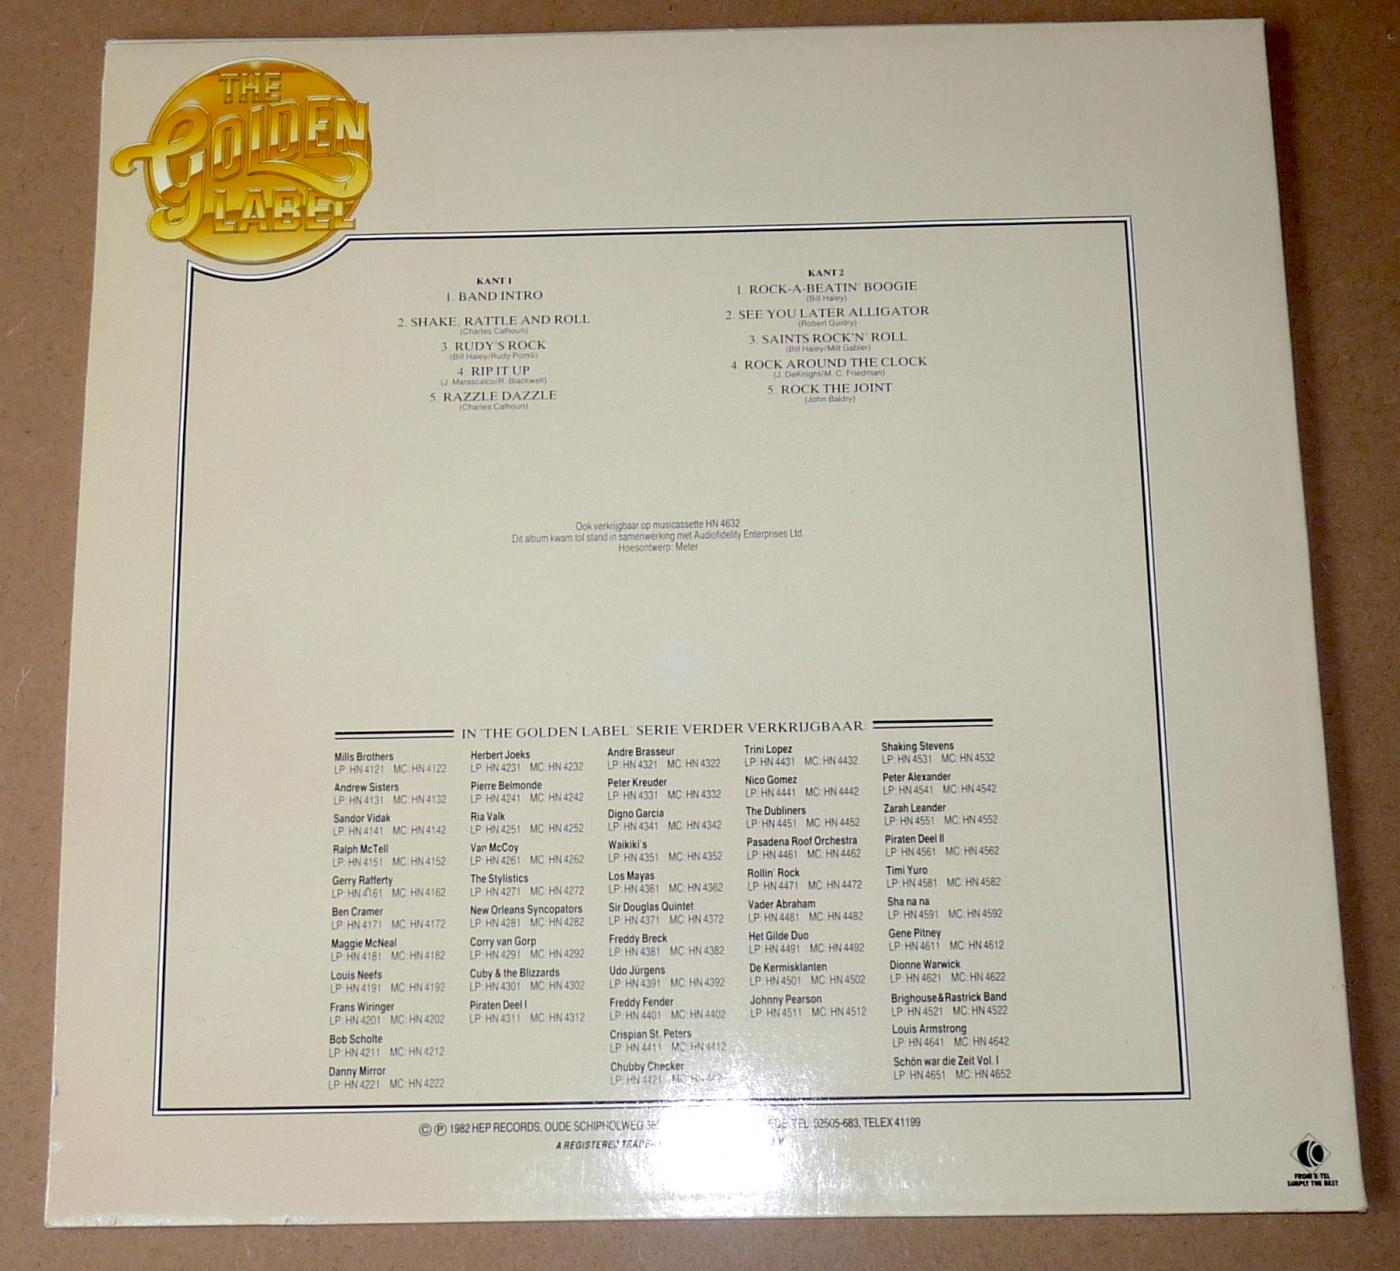 THE
GOLDEN
LABEL
KANT 1
1. BAND INTRO
2. SHAKE, RATTLE AND ROLL
(Charles Calhoun)
3. RUDY'S ROCK
(Bill Haley/Rudy Pomili)
4. RIP IT UP
(J. Marascalco/R. Blackwell)
5. RAZZLE DAZZLE
(Charles Calhoun)
KANT 2
1. ROCK-A-BEATIN' BOOGIE
(Bill Haley)
2. SEE YOU LATER ALLIGATOR
(Robert Guidry)
3. SAINTS ROCK'N' ROLL
(Bill Haley/Milt Gabler)
4. ROCK AROUND THE CLOCK
(J. DeKnight/M. C. Friedman)
5. ROCK THE JOINT
(John Baldry)
Ook verkrijgbaar op musicassette HN 4632
Dit album kwam tot stand in samenwerking met Audiofidelity Enterprises Ltd.
Hoesontwerp: Meter
IN 'THE GOLDEN LABEL' SERIE VERDER VERKRIJGBAAR:
Mills Brothers
LP: HN 4121 MC: HN 4122
Andrew Sisters
LP: HN 4131 MC: HN 4132
Sandor Vidak
LP: HN 4141 MC: HN 4142
Ralph McTell
LP: HN 4151 MC: HN 4152
Gerry Rafferty
LP: HN 4161 MC: HN 4162
Ben Cramer
LP: HN 4171 MC: HN 4172
Maggie McNeal
LP: HN 4181 MC: HN 4182
Louis Neefs
LP: HN 4191 MC: HN 4192
Frans Wiringer
LP: HN 4201 MC: HN 4202
Bob Scholte
LP: HN 4211 MC: HN 4212
Danny Mirror
LP: HN 4221 MC: HN 4222
Herbert Joeks
LP: HN 4231 MC: HN 4232
Pierre Belmonde
LP: HN 4241 MC: HN 4242
Ria Valk
LP: HN 4251 MC: HN 4252
Van McCoy
LP: HN 4261 MC: HN 4262
The Stylistics
LP: HN 4271 MC: HN 4272
New Orleans Syncopators
LP: HN 4281 MC: HN 4282
Corry van Gorp
LP: HN 4291 MC: HN 4292
Cuby & the Blizzards
LP: HN 4301 MC: HN 4302
Piraten Deel I
LP: HN 4311 MC: HN 4312
Andre Brasseur
LP: HN 4321 MC: HN 4322
Peter Kreuder
LP: HN 4331 MC: HN 4332
Digno Garcia
LP: HN 4341 MC: HN 4342
Waikiki's
LP: HN 4351 MC: HN 4352
Los Mayas
LP: HN 4361 MC: HN 4362
Sir Douglas Quintet
LP: HN 4371 MC: HN 4372
Freddy Breck
LP: HN 4381 MC: HN 4382
Udo Jürgens
LP: HN 4391 MC: HN 4392
Freddy Fender
LP: HN 4401 MC: HN 4402
Crispian St. Peters
LP: HN 4411 MC: HN 4412
Chubby Checker
LP: HN 4421 MC: HN
Trini Lopez
LP: HN 4431 MC: HN 4432
Nico Gomez
LP: HN 4441 MC: HN 4442
The Dubliners
LP: HN 4451 MC: HN 4452
Pasadena Roof Orchestra
LP: HN 4461 MC: HN 4462
Rollin' Rock
LP: HN 4471 MC: HN 4472
Vader Abraham
LP: HN 4481 MC: HN 4482
Het Gilde Duo
LP: HN 4491 MC: HN 4492
De Kermisklanten
LP: HN 4501 MC: HN 4502
Johnny Pearson
LP: HN 4511 MC: HN 4512
Shaking Stevens
LP: HN 4531 MC: HN 4532
Peter Alexander
LP: HN 4541 MC: HN 4542
Zarah Leander
LP: HN 4551 MC: HN 4552
Piraten Deel II
LP: HN 4561 MC: HN 4562
Timi Yuro
LP: HN 4581 MC: HN 4582
Sha na na
LP: HN 4591 MC: HN 4592
Gene Pitney
LP: HN 4611 MC: HN 4612
Dionne Warwick
LP: HN 4621 MC: HN 4622
Brighouse & Rastrick Band
LP: HN 4521 MC: HN 4522
Louis Armstrong
LP: HN 4641 MC: HN 4642
Schön war die Zeit Vol. I
LP: HN 4651 MC: HN 4652
© ℗ 1982 HEP RECORDS, OUDE SCHIPHOLWEG TEL. 02505-683, TELEX 41199
A REGISTERED
FROM K-TEL
SIMPLY THE BEST